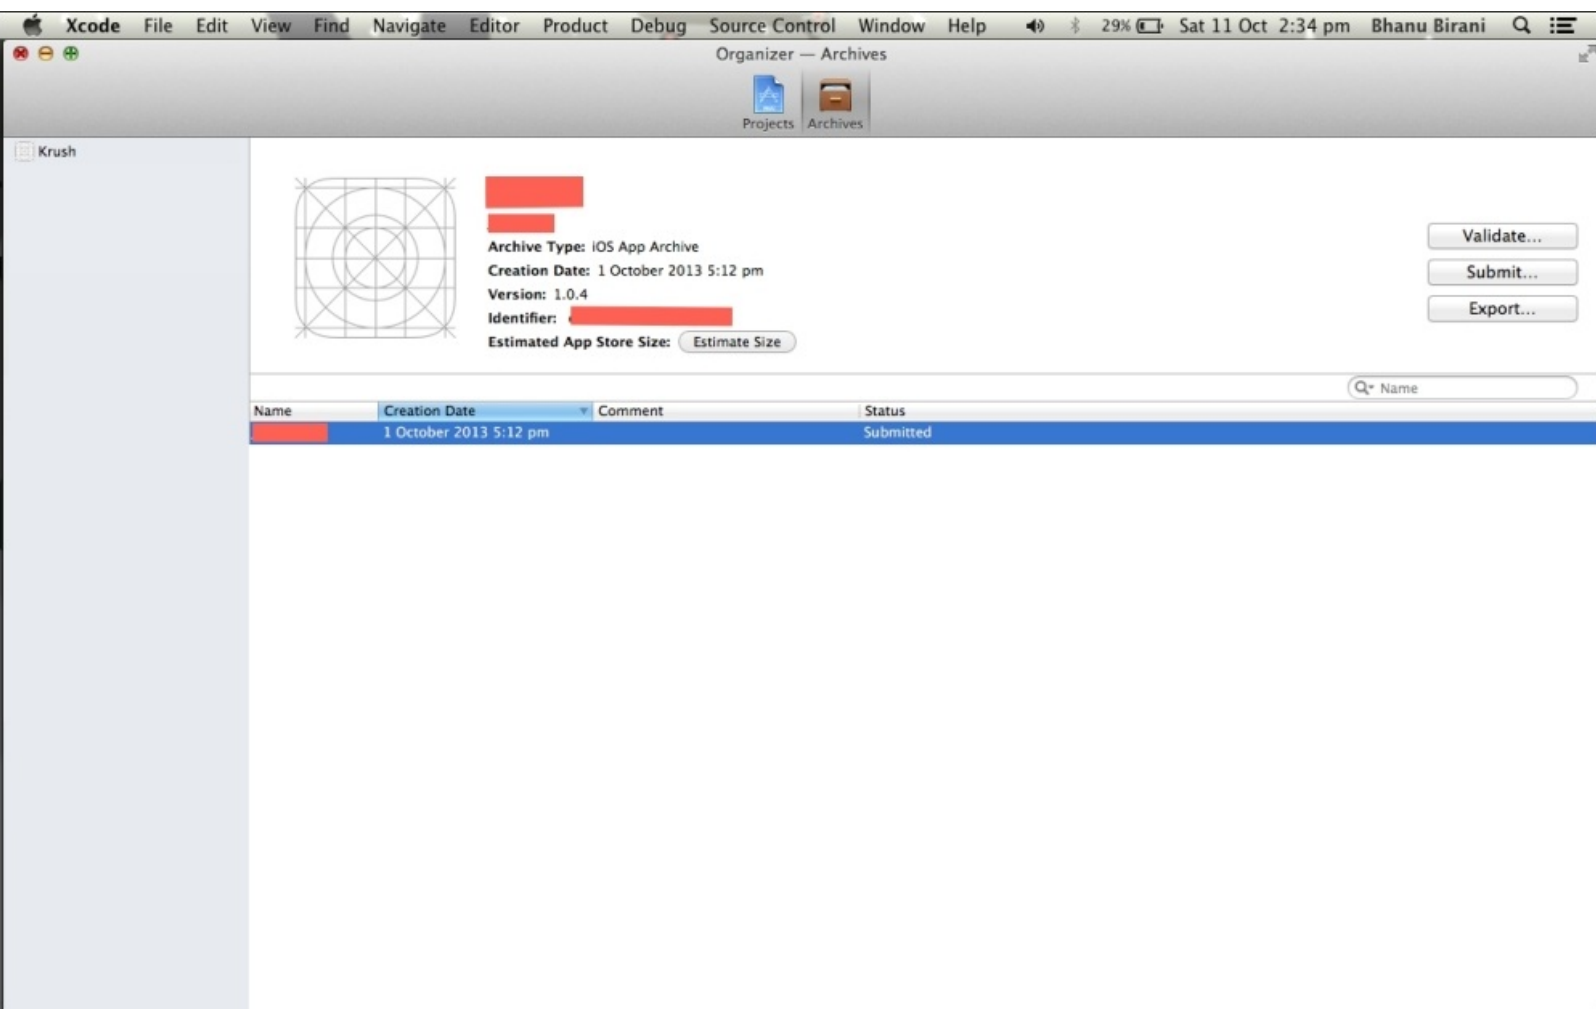 Xcode File Edit View Find Navigate Editor Product Debug Source Control Window Help 29% Sat 11 Oct 2:34 pm Bhanu Birani
Organizer — Archives
Projects Archives
Krush
Archive Type: iOS App Archive
Creation Date: 1 October 2013 5:12 pm
Version: 1.0.4
Identifier:
Estimated App Store Size: Estimate Size
Validate...
Submit...
Export...
Name
Name Creation Date Comment Status
1 October 2013 5:12 pm Submitted